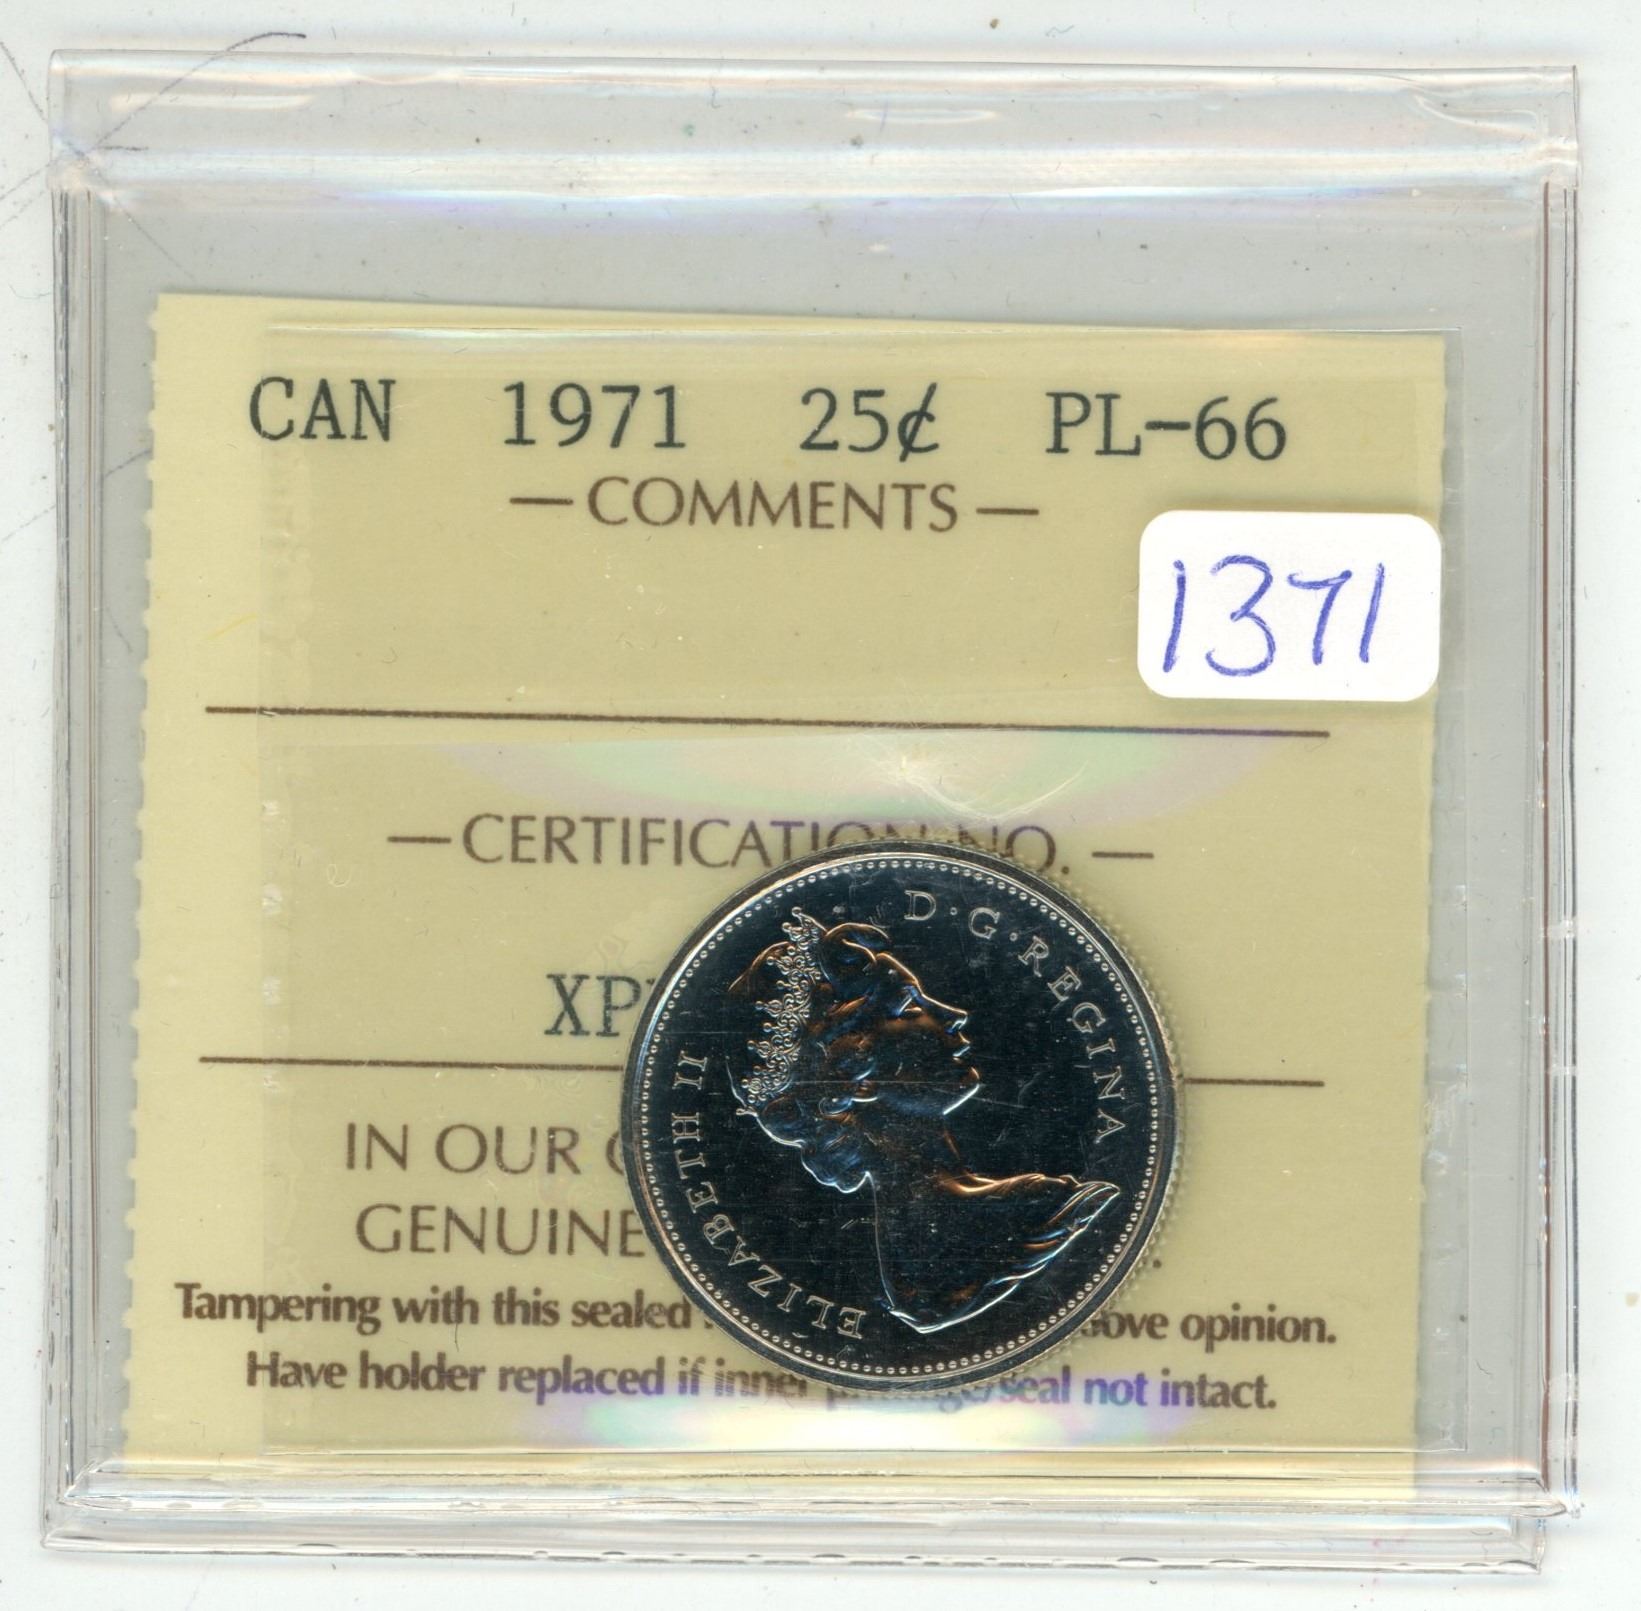 CAN 1971 25¢ PL-66
— COMMENTS —
1371
— CERTIFICATION NO. —
XP
IN OUR
GENUINE
Tampering with this sealed opinion.
Have holder replaced if inner seal not intact.
ELIZABETH II D·G·REGINA